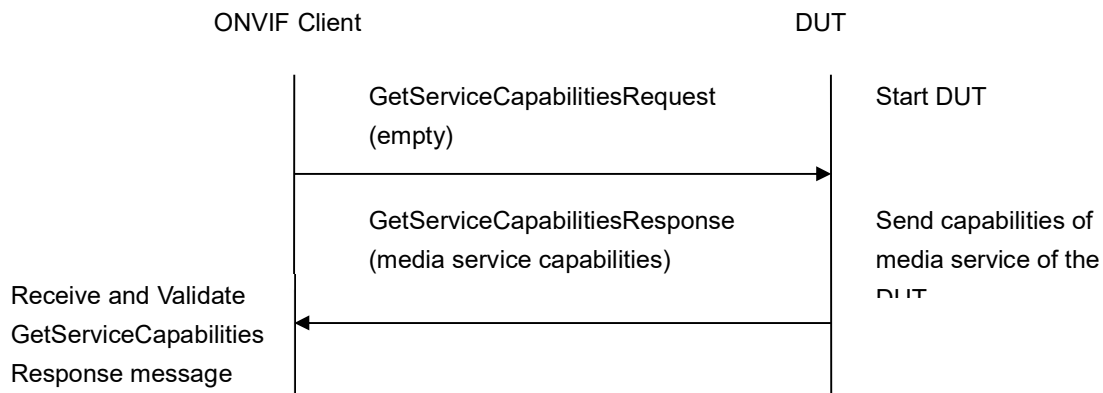 ONVIF Client
DUT
GetServiceCapabilitiesRequest
(empty)
Start DUT
GetServiceCapabilitiesResponse
(media service capabilities)
Send capabilities of
media service of the
DUT
Receive and Validate
GetServiceCapabilities
Response message